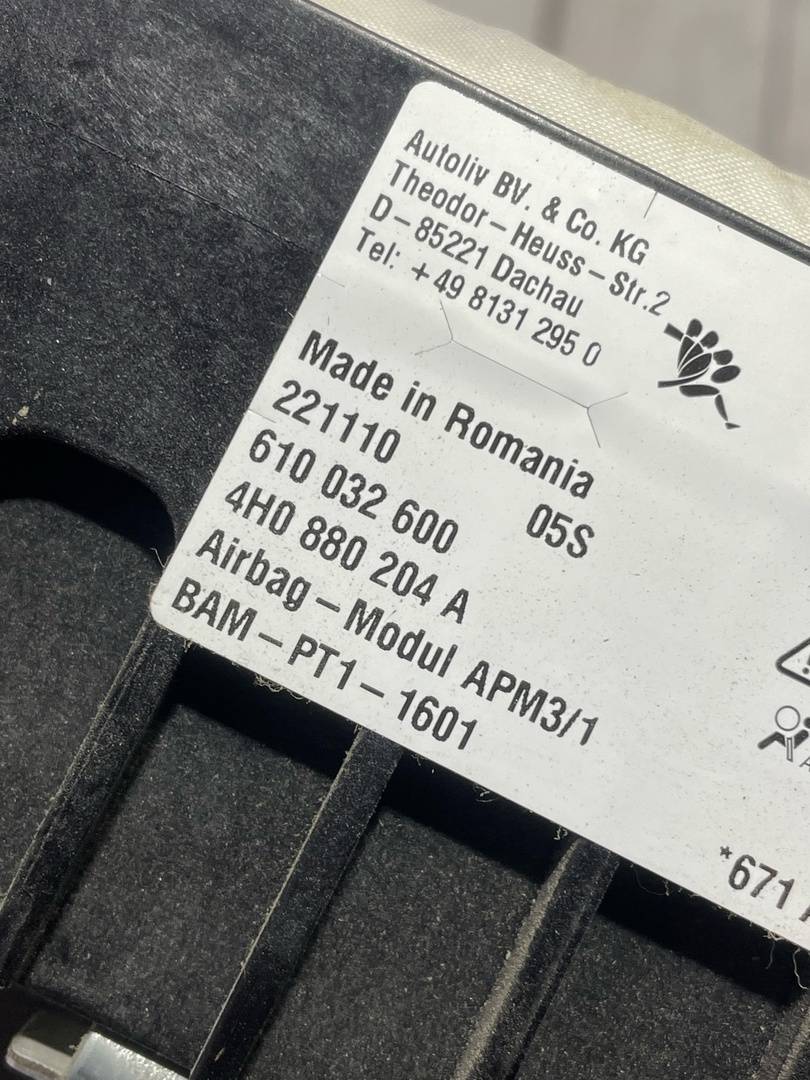 Autoliv BV. & Co. KG
Theodor-Heuss-Str.2
D-85221 Dachau
Tel: +49 8131 295 0
Made in Romania
221110 05S
610 032 600
4H0 880 204 A
Airbag-Modul APM3/1
BAM-PT1-1601
*671